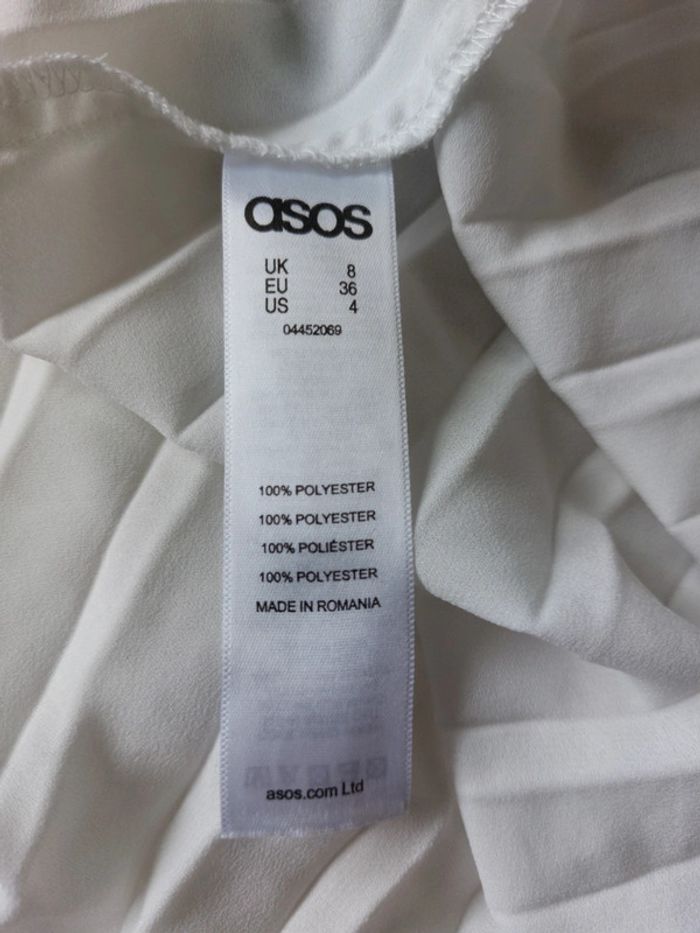 asos
UK 8
EU 36
US 4
04452069
100% POLYESTER
100% POLYESTER
100% POLIÉSTER
100% POLYESTER
MADE IN ROMANIA
asos.com Ltd